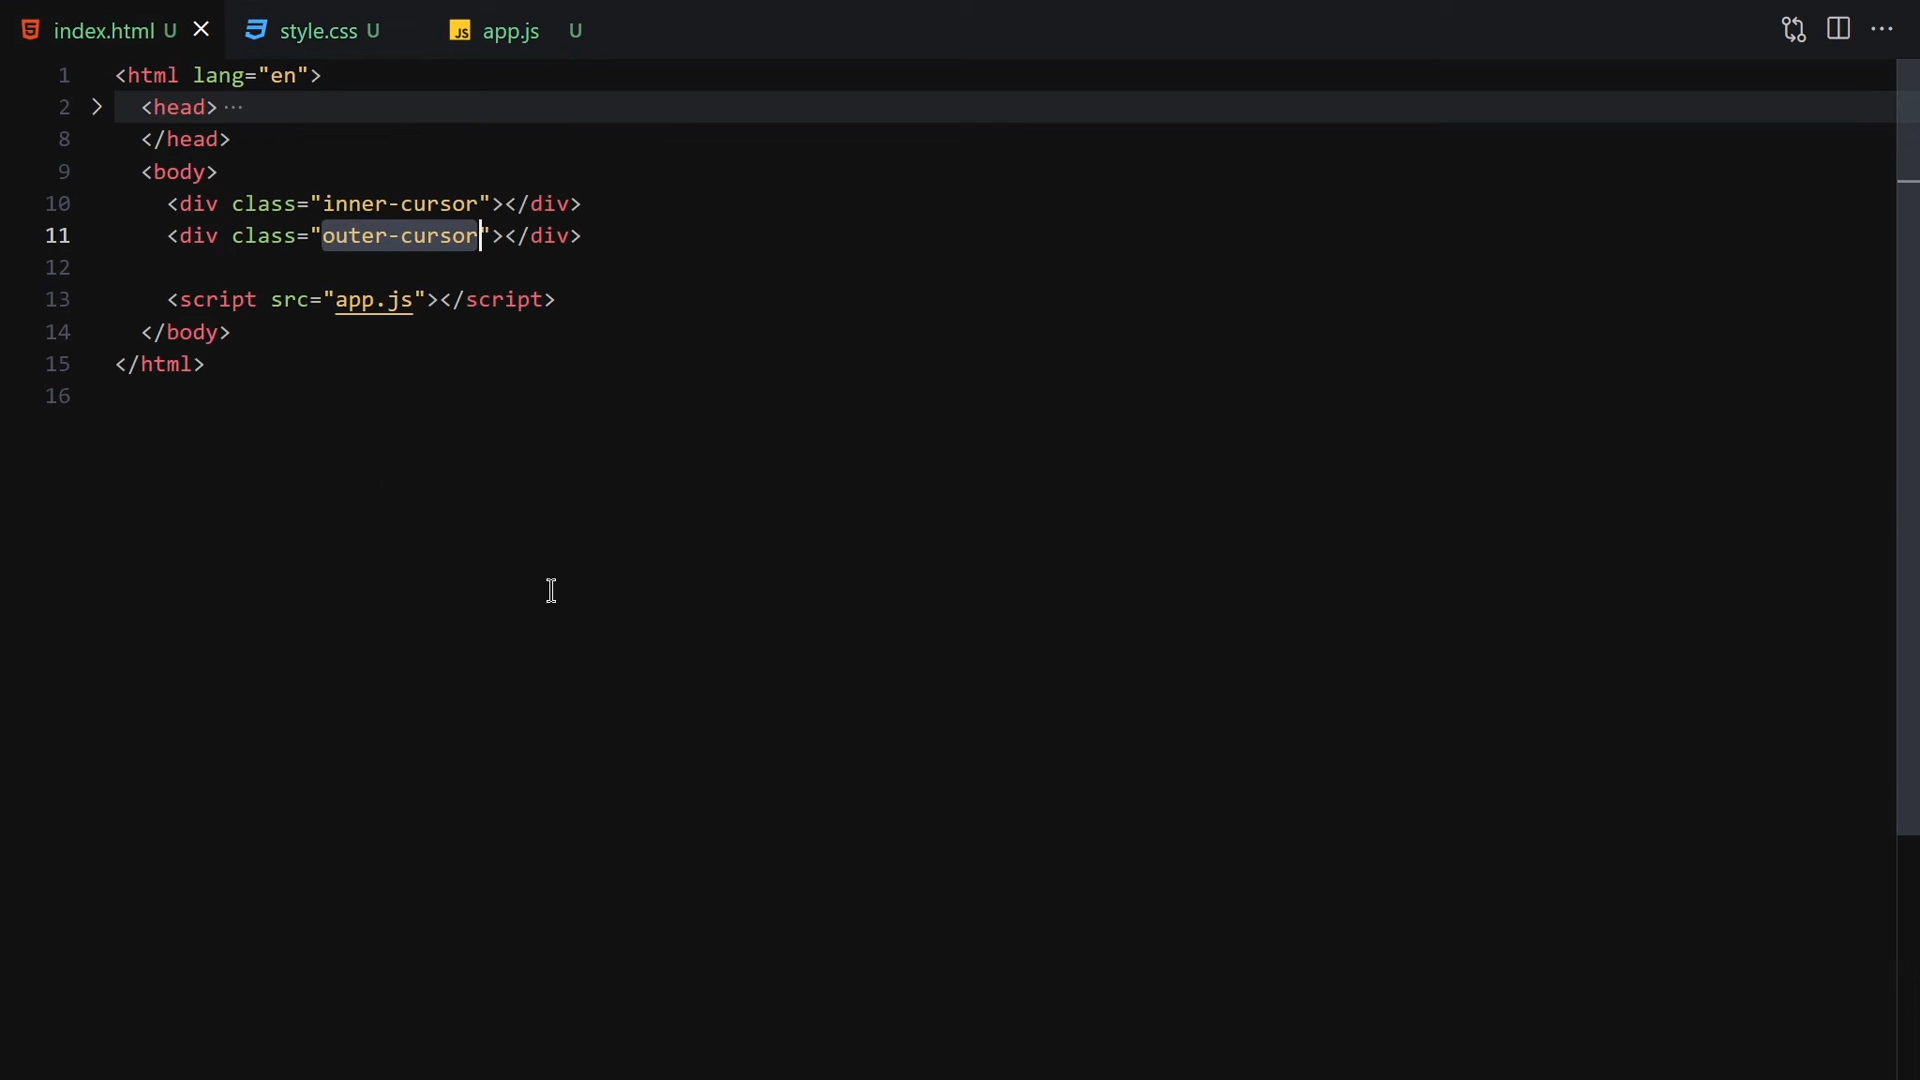 index.html U
style.css U
app.js U
1 <html lang="en">
2 <head> ···
8 </head>
9 <body>
10 <div class="inner-cursor"></div>
11 <div class="outer-cursor"></div>
12
13 <script src="app.js"></script>
14 </body>
15 </html>
16